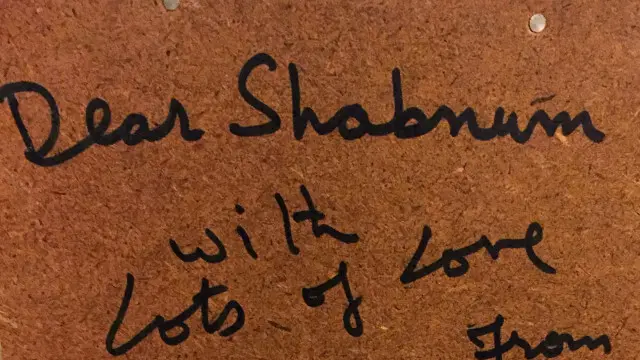 Dear Shabnum
with
Lots of Love
from